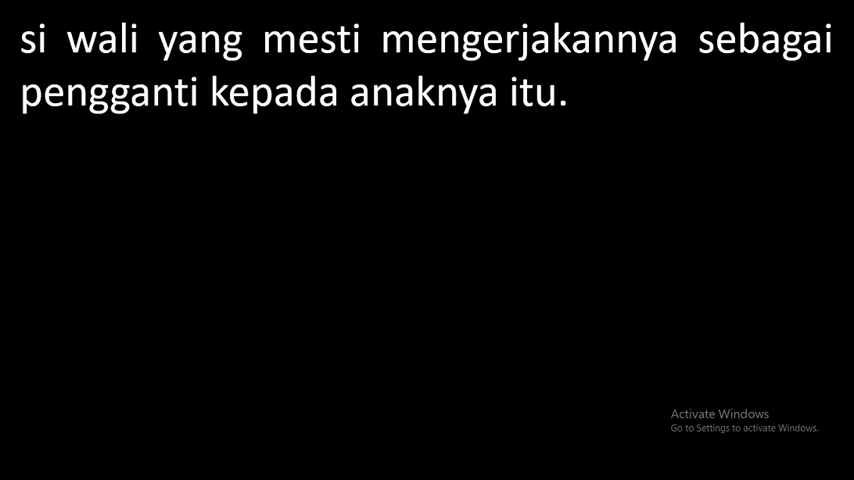 si wali yang mesti mengerjakannya sebagai
pengganti kepada anaknya itu.
Activate Windows
Go to Settings to activate Windows.